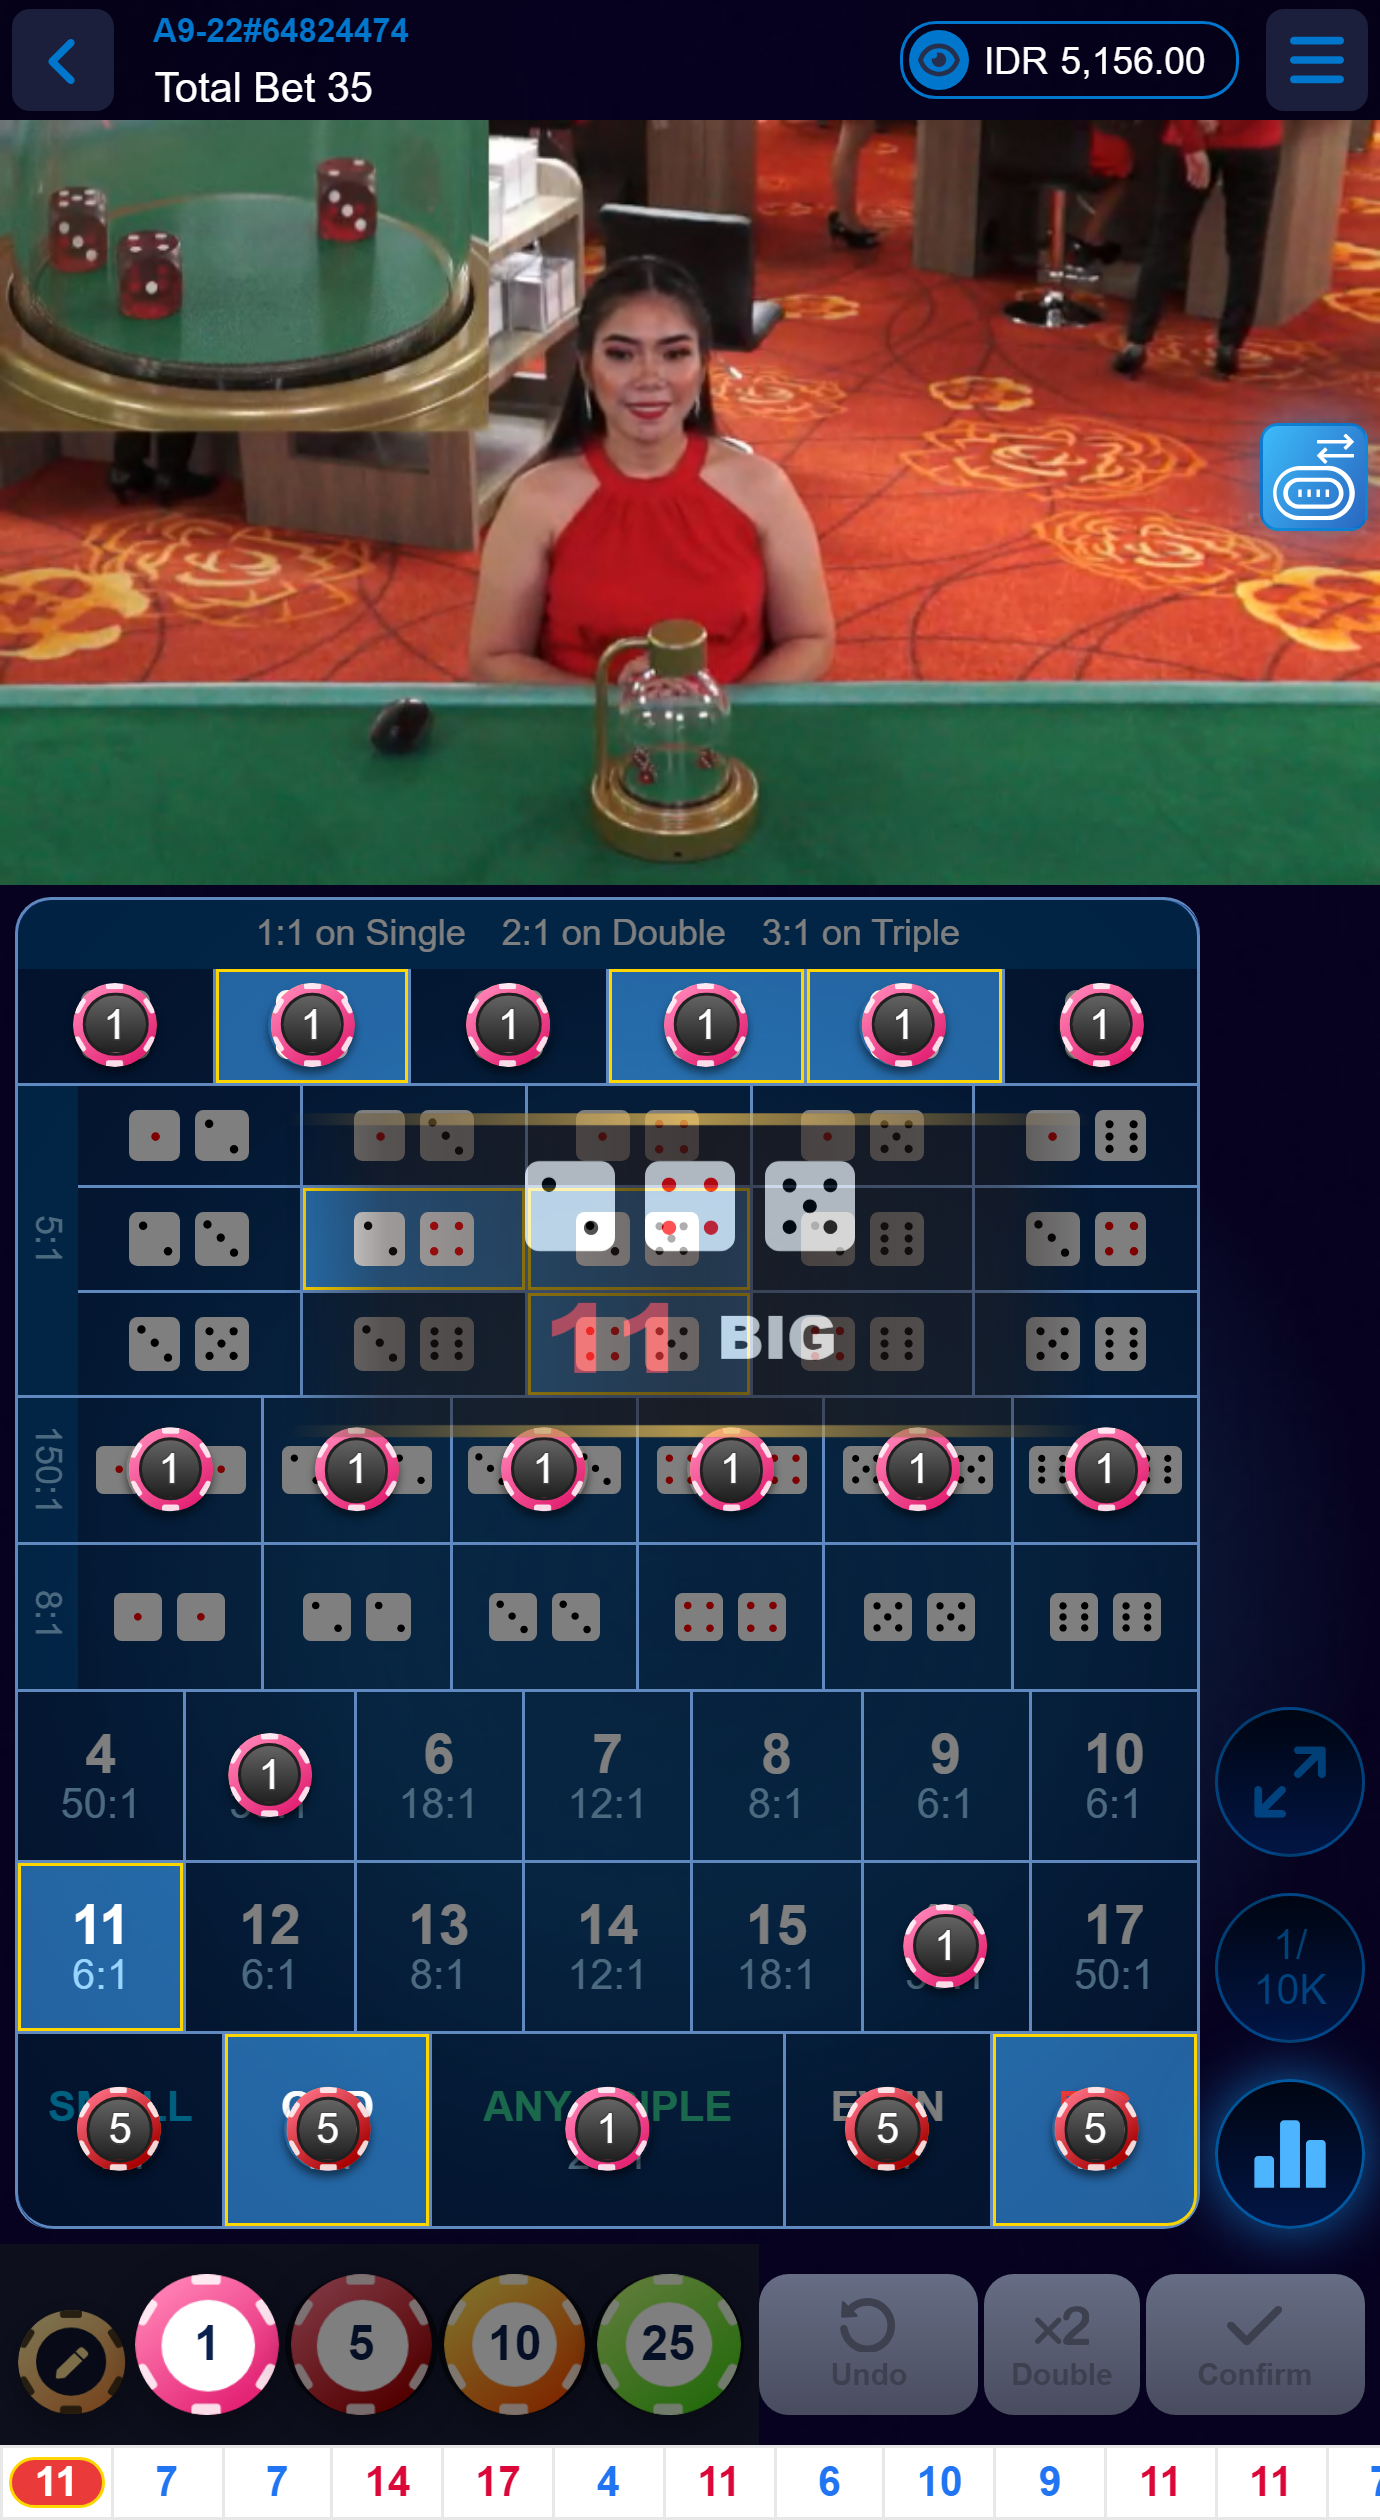 A9-22#64824474
Total Bet 35
IDR 5,156.00
1:1 on Single 2:1 on Double 3:1 on Triple
1 1 1 1 1 1
5:1
11 BIG
150:1
1 1 1 1 1 1
8:1
4 1 6 7 8 9 10
50:1 18:1 12:1 8:1 6:1 6:1
11 12 13 14 15 1 17
6:1 6:1 8:1 12:1 18:1 50:1
5 5 1 5 5
1/
10K
1 5 10 25
Undo
x2
Double
Confirm
11 7 7 14 17 4 11 6 10 9 11 11